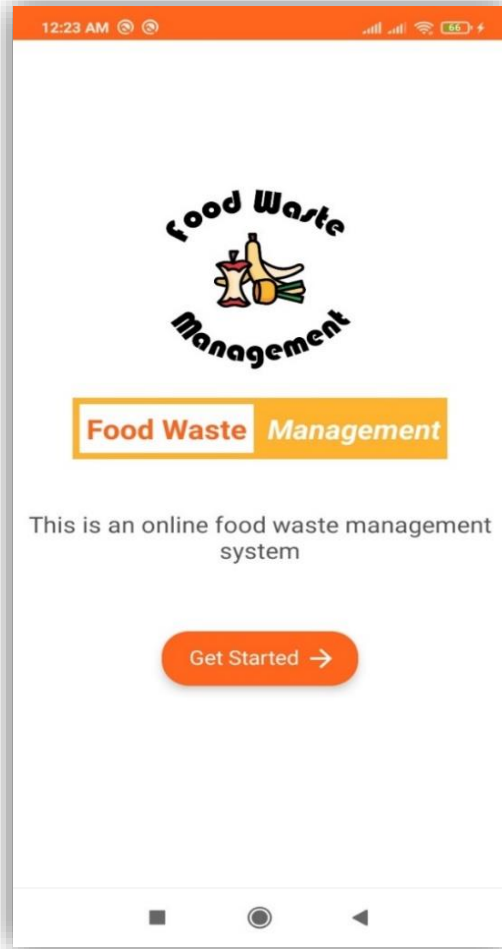 12:23 AM 66
Food Waste
Management
Food Waste Management
This is an online food waste management
system
Get Started →